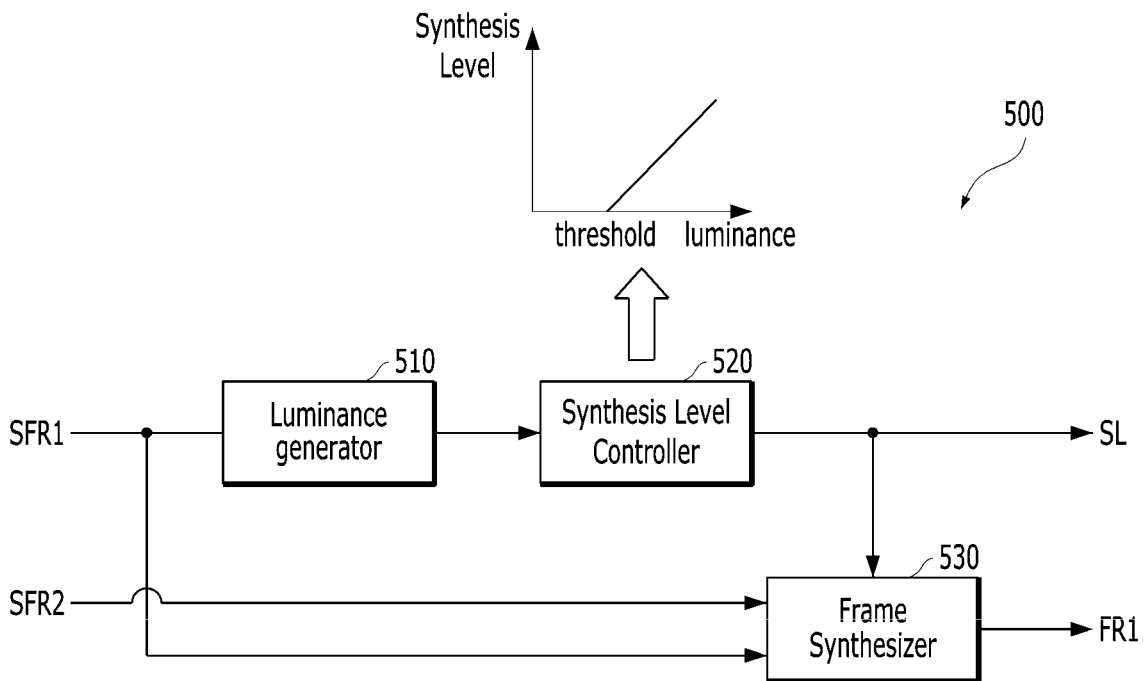 Synthesis
Level
500
threshold luminance
510
520
SFR1
Luminance
generator
Synthesis Level
Controller
SL
530
SFR2
Frame
Synthesizer
FR1